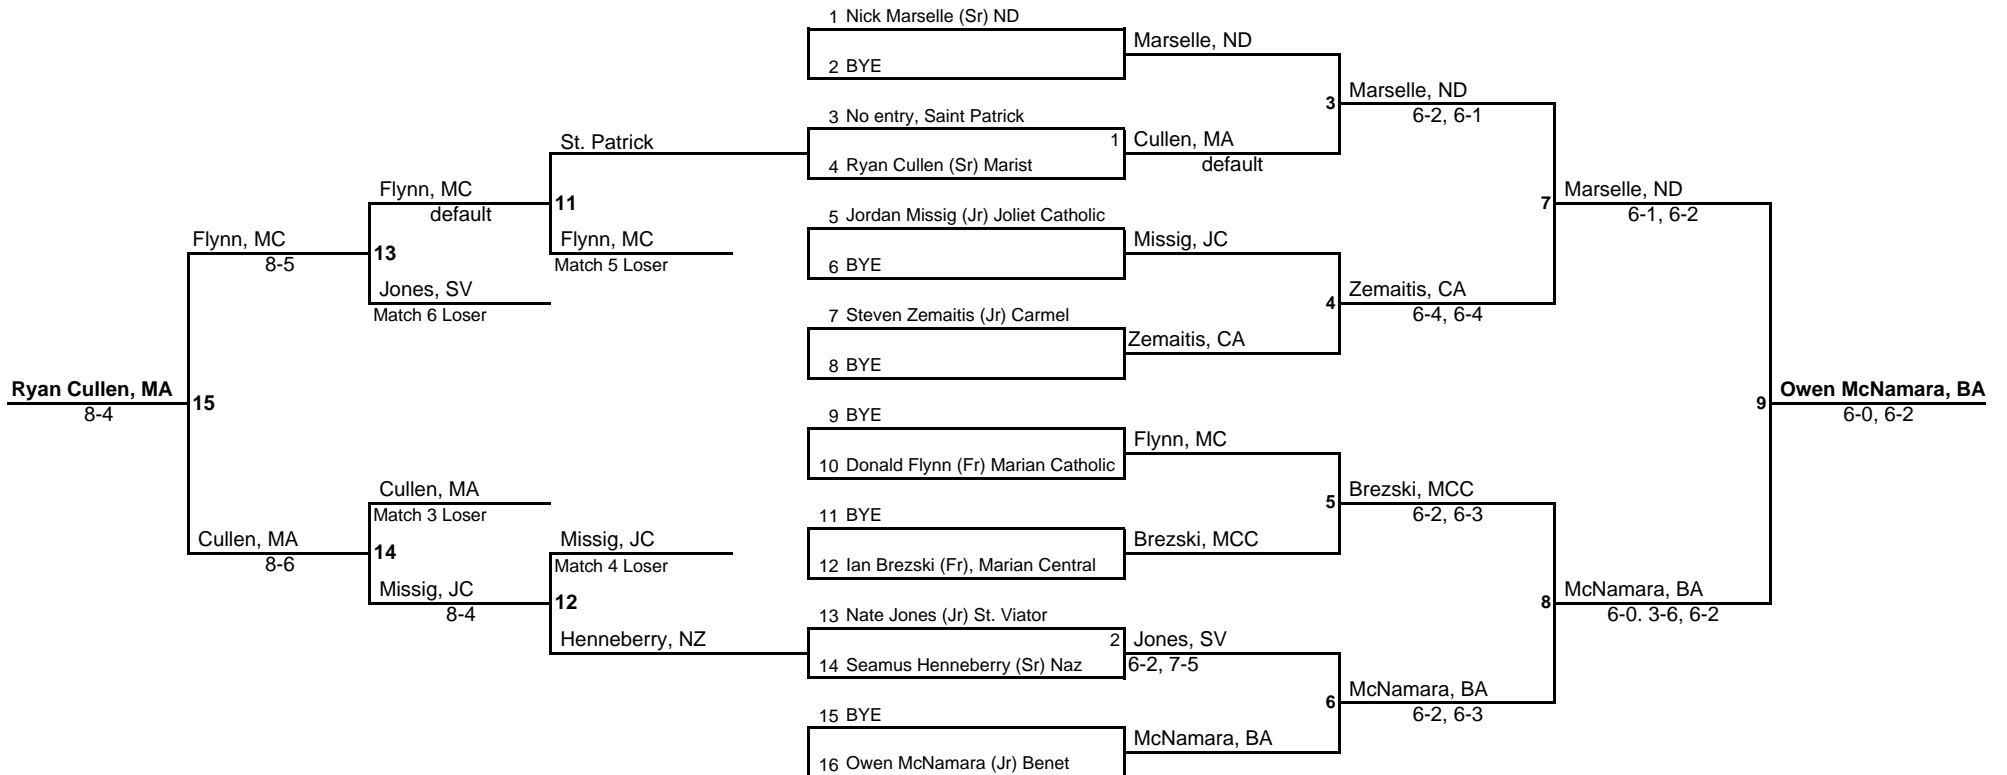 1 Nick Marselle (Sr) ND
Marselle, ND
2 BYE
3 Marselle, ND
6-2, 6-1
3 No entry, Saint Patrick
St. Patrick
1 Cullen, MA
4 Ryan Cullen (Sr) Marist
default
Flynn, MC
default
11
7 Marselle, ND
6-1, 6-2
5 Jordan Missig (Jr) Joliet Catholic
Flynn, MC
8-5
13
Flynn, MC
Match 5 Loser
Missig, JC
6 BYE
Jones, SV
Match 6 Loser
4 Zemaitis, CA
6-4, 6-4
7 Steven Zemaitis (Jr) Carmel
Zemaitis, CA
8 BYE
Ryan Cullen, MA
8-4
15
9 Owen McNamara, BA
6-0, 6-2
9 BYE
Flynn, MC
10 Donald Flynn (Fr) Marian Catholic
Cullen, MA
Match 3 Loser
5 Brezski, MCC
6-2, 6-3
11 BYE
Cullen, MA
8-6
14
Missig, JC
Match 4 Loser
Brezski, MCC
12 Ian Brezski (Fr), Marian Central
Missig, JC
8-4
12
8 McNamara, BA
6-0. 3-6, 6-2
13 Nate Jones (Jr) St. Viator
Henneberry, NZ
2 Jones, SV
14 Seamus Henneberry (Sr) Naz
6-2, 7-5
6 McNamara, BA
6-2, 6-3
15 BYE
McNamara, BA
16 Owen McNamara (Jr) Benet